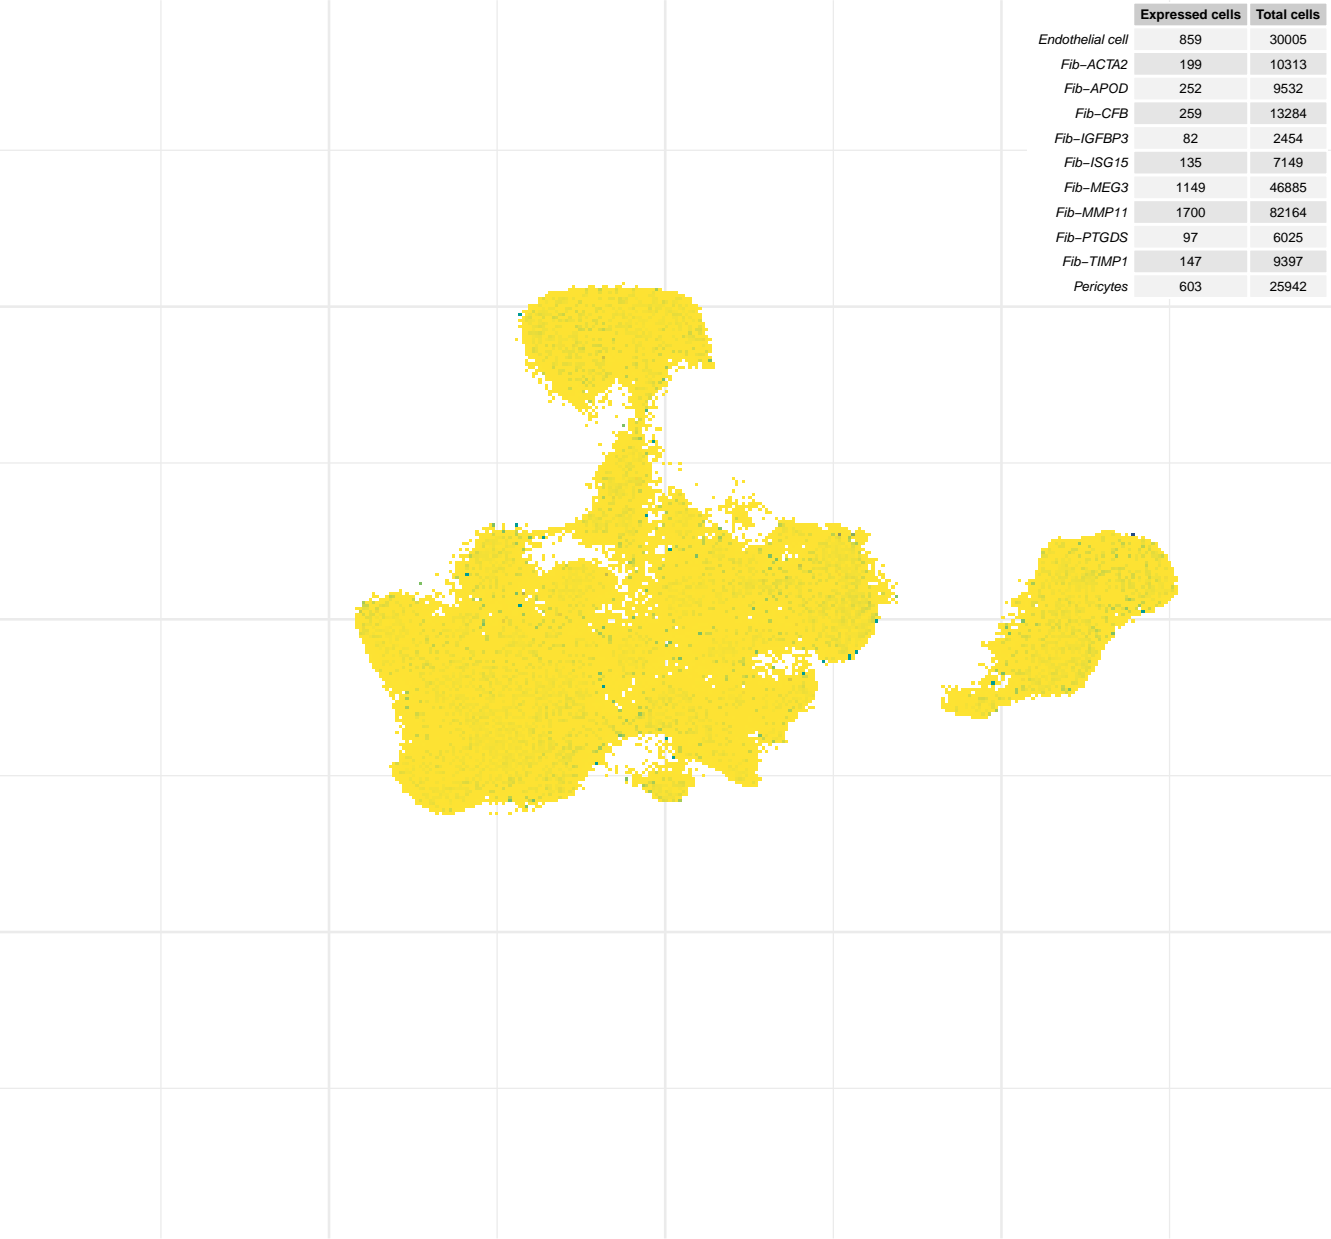 Expressed cells Total cells
Endothelial cell 859 30005
Fib−ACTA2 199 10313
Fib−APOD 252 9532
Fib−CFB 259 13284
Fib−IGFBP3 82 2454
Fib−ISG15 135 7149
Fib−MEG3 1149 46885
Fib−MMP11 1700 82164
Fib−PTGDS 97 6025
Fib−TIMP1 147 9397
Pericytes 603 25942